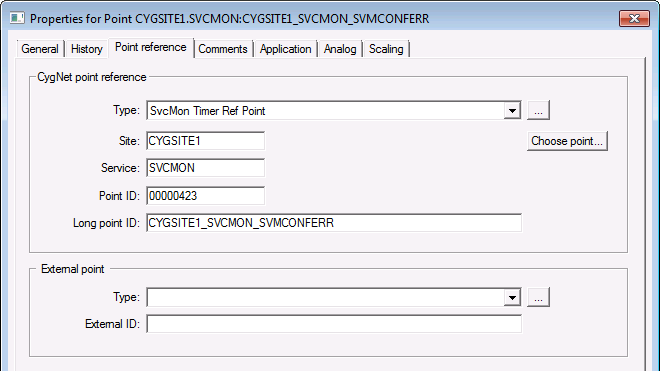 Properties for Point CYGSITE1.SVCMON:CYGSITE1_SVCMON_SVMCONFERR
General History Point reference Comments Application Analog Scaling
CygNet point reference
Type: SvcMon Timer Ref Point ...
Site: CYGSITE1 Choose point...
Service: SVCMON
Point ID: 00000423
Long point ID: CYGSITE1_SVCMON_SVMCONFERR
External point
Type: ...
External ID: